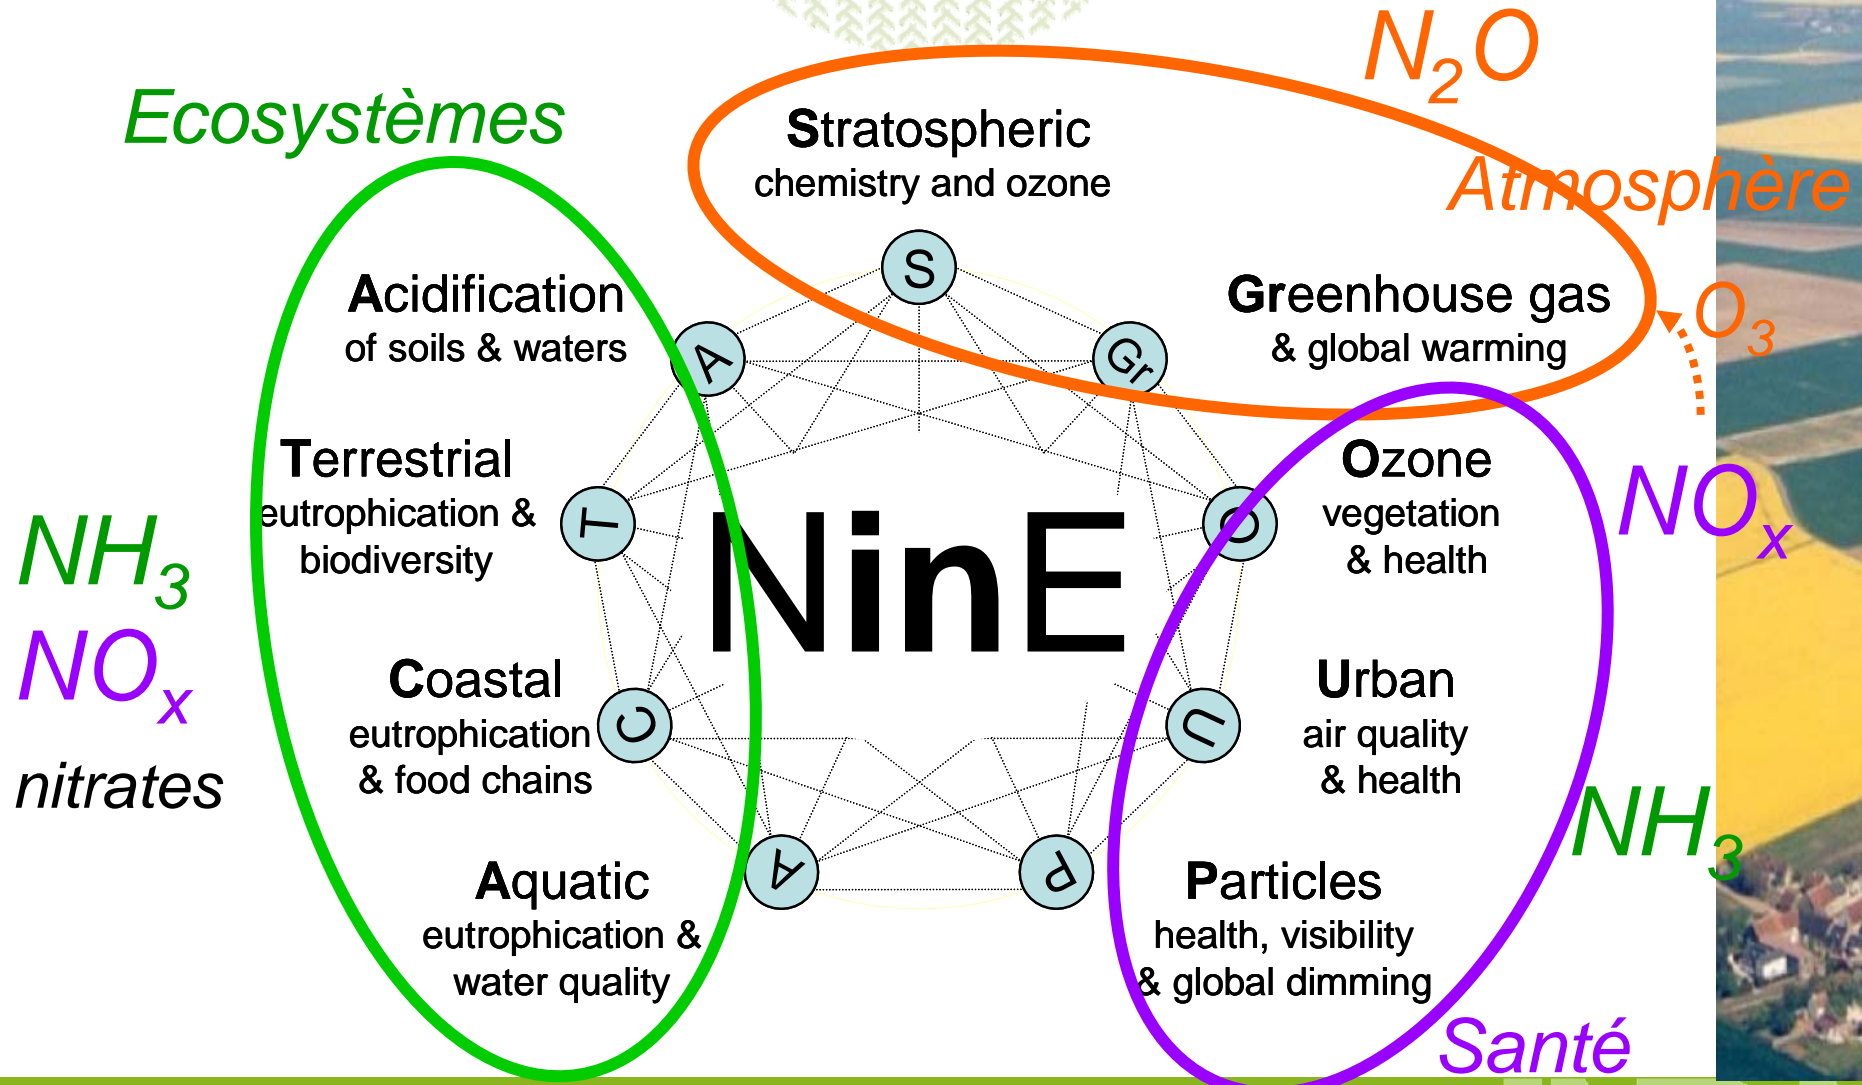 N2O
Ecosystèmes
Stratospheric
chemistry and ozone
Atmosphère
S
Acidification
of soils & waters
Greenhouse gas
& global warming
O3
A
Gr
Terrestrial
eutrophication &
biodiversity
Ozone
vegetation
& health
NOx
T
NinE
O
NH3
NOx
nitrates
Coastal
eutrophication
& food chains
C
U
Urban
air quality
& health
NH3
A
P
Aquatic
eutrophication &
water quality
Particles
health, visibility
& global dimming
Santé